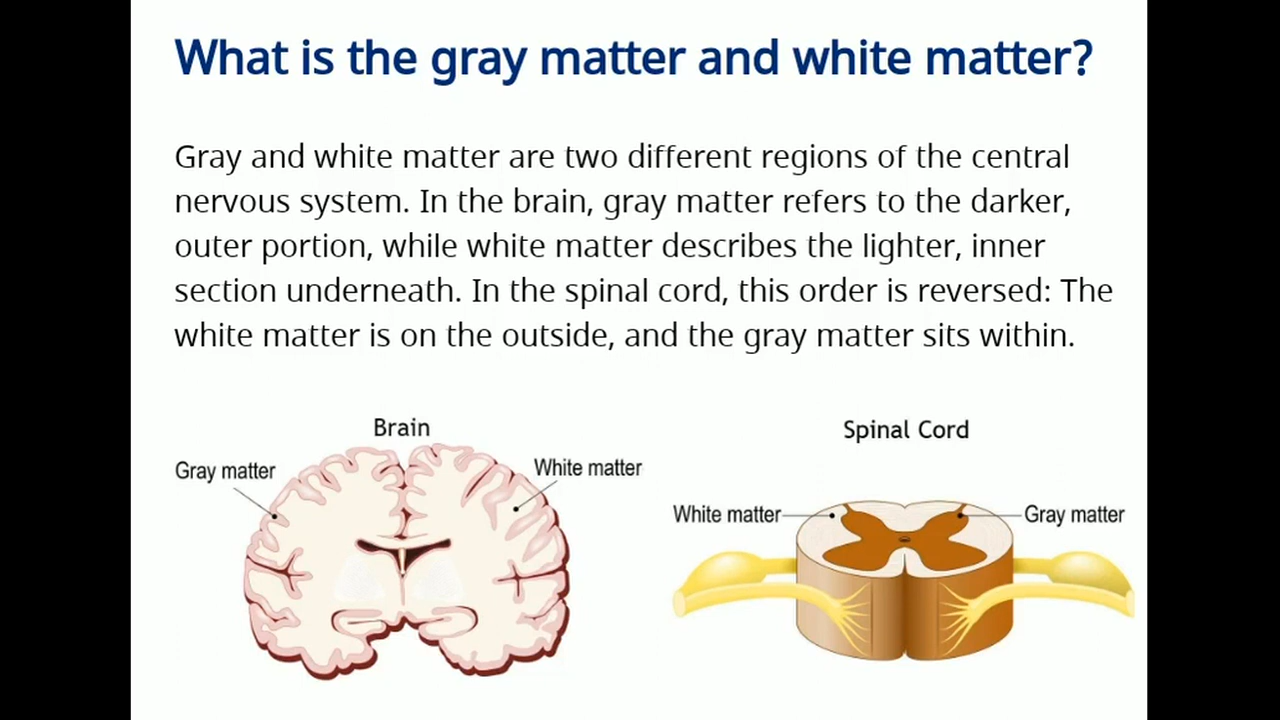 What is the gray matter and white matter?
Gray and white matter are two different regions of the central
nervous system. In the brain, gray matter refers to the darker,
outer portion, while white matter describes the lighter, inner
section underneath. In the spinal cord, this order is reversed: The
white matter is on the outside, and the gray matter sits within.
Brain
Gray matter
White matter
Spinal Cord
White matter
Gray matter